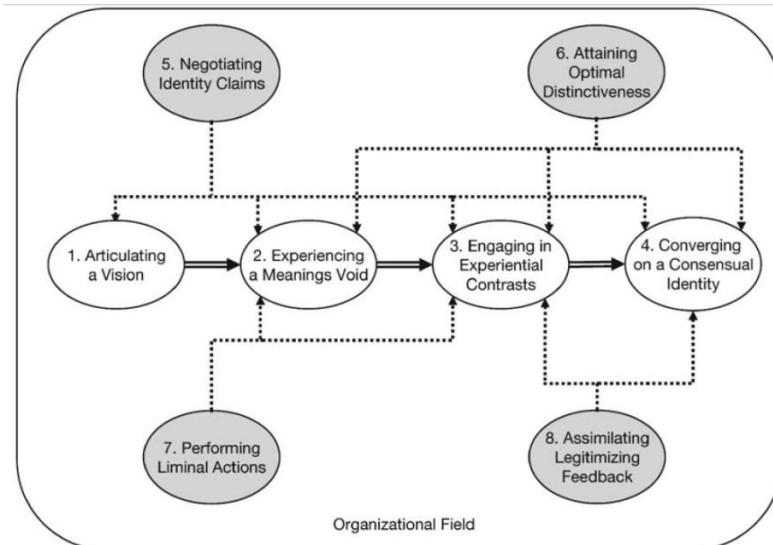 5. Negotiating
Identity Claims
6. Attaining
Optimal
Distinctiveness
1. Articulating
a Vision
2. Experiencing
a Meanings Void
3. Engaging in
Experiential
Contrasts
4. Converging
on a Consensual
Identity
7. Performing
Liminal Actions
8. Assimilating
Legitimizing
Feedback
Organizational Field